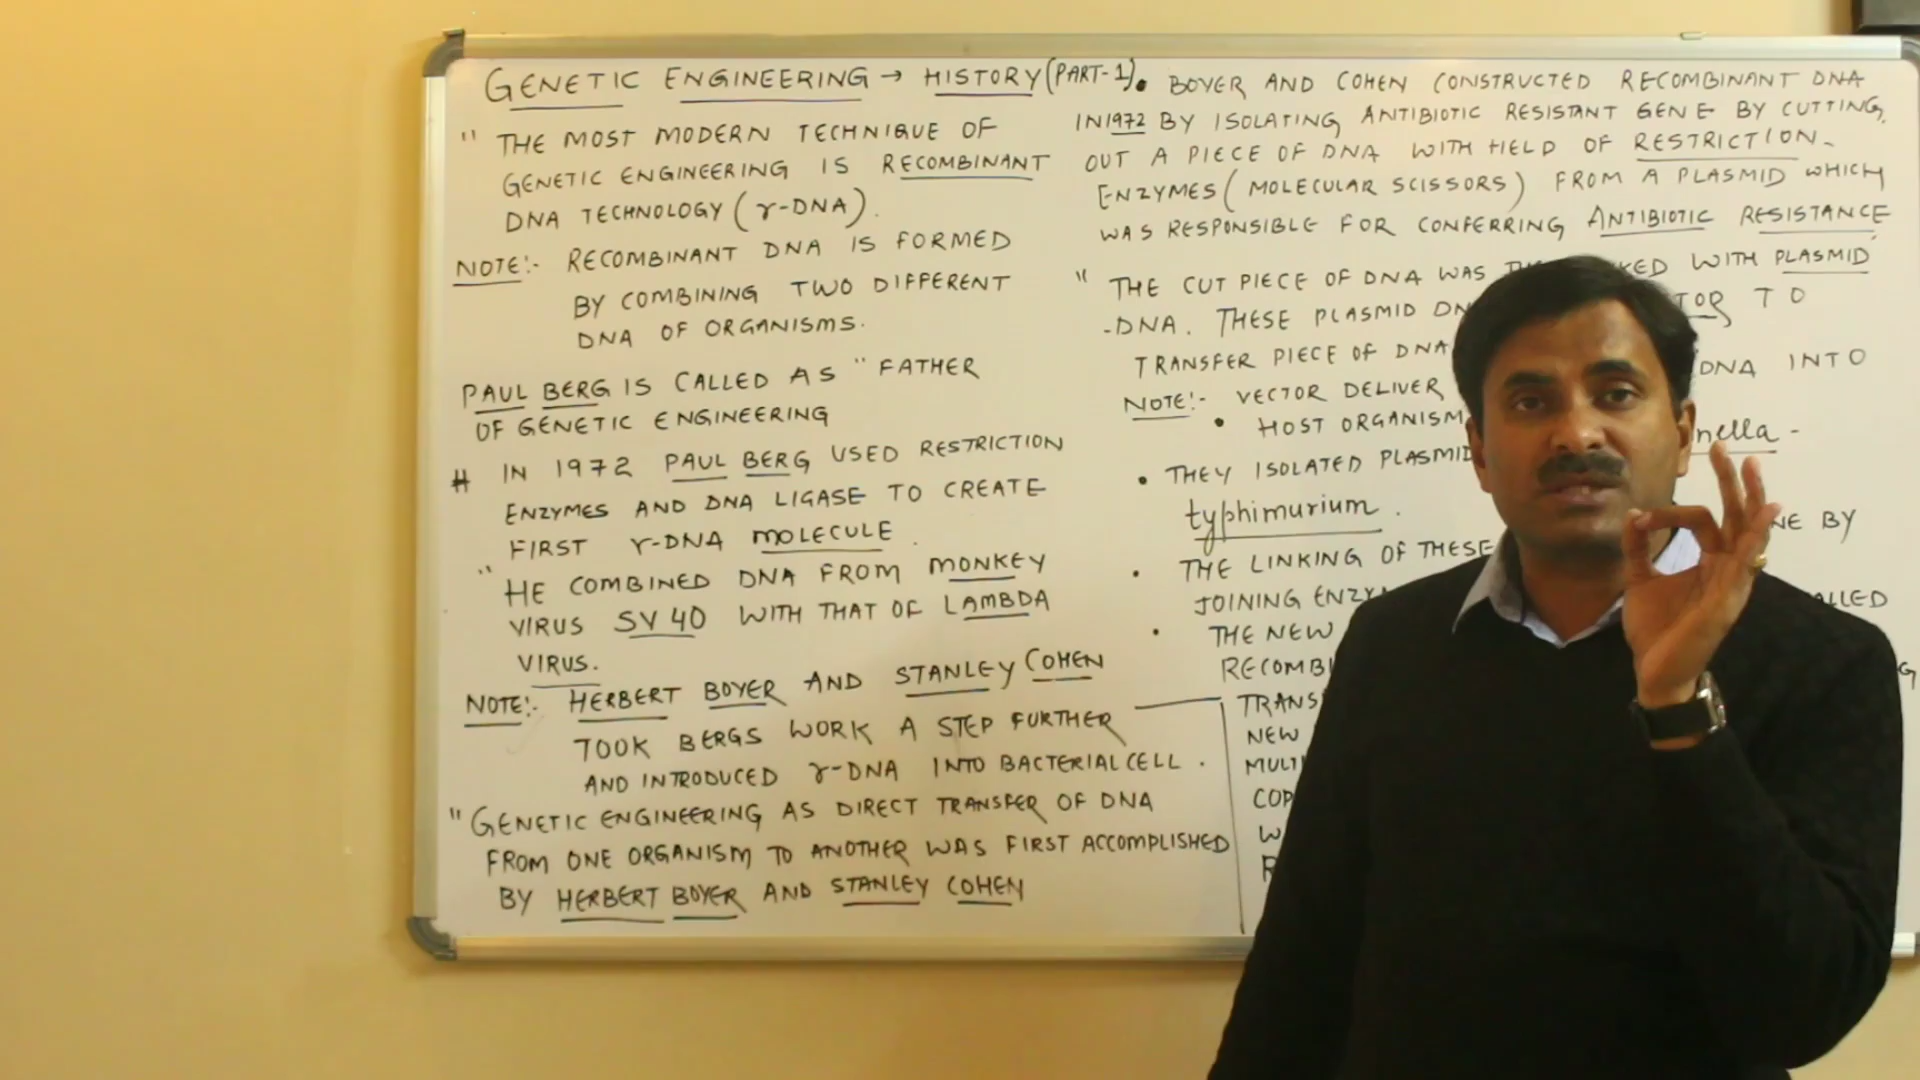 GENETIC ENGINEERING → HISTORY (PART-1)
" THE MOST MODERN TECHNIQUE OF
GENETIC ENGINEERING IS RECOMBINANT
DNA TECHNOLOGY (r-DNA).
NOTE:- RECOMBINANT DNA IS FORMED
BY COMBINING TWO DIFFERENT
DNA OF ORGANISMS.
PAUL BERG IS CALLED AS "FATHER
OF GENETIC ENGINEERING
# IN 1972 PAUL BERG USED RESTRICTION
ENZYMES AND DNA LIGASE TO CREATE
FIRST r-DNA MOLECULE.
" HE COMBINED DNA FROM MONKEY
VIRUS SV 40 WITH THAT OF LAMBDA
VIRUS.
NOTE:- HERBERT BOYER AND STANLEY COHEN
TOOK BERGS WORK A STEP FURTHER
AND INTRODUCED r-DNA INTO BACTERIAL CELL.
" GENETIC ENGINEERING AS DIRECT TRANSFER OF DNA
FROM ONE ORGANISM TO ANOTHER WAS FIRST ACCOMPLISHED
BY HERBERT BOYER AND STANLEY COHEN
• BOYER AND COHEN CONSTRUCTED RECOMBINANT DNA
IN 1972 BY ISOLATING ANTIBIOTIC RESISTANT GENE BY CUTTING
OUT A PIECE OF DNA WITH HELD OF RESTRICTION-
ENZYMES (MOLECULAR SCISSORS) FROM A PLASMID WHICH
WAS RESPONSIBLE FOR CONFERRING ANTIBIOTIC RESISTANCE
" THE CUT PIECE OF DNA WAS WITH PLASMID
-DNA. THESE PLASMID TO
TRANSFER PIECE OF DNA
NOTE:- VECTOR DELIVER DNA INTO
• HOST ORGANISM
• THEY ISOLATED PLASMID
typhimurium.
• THE LINKING OF THESE BY
JOINING
• THE NEW
NEW